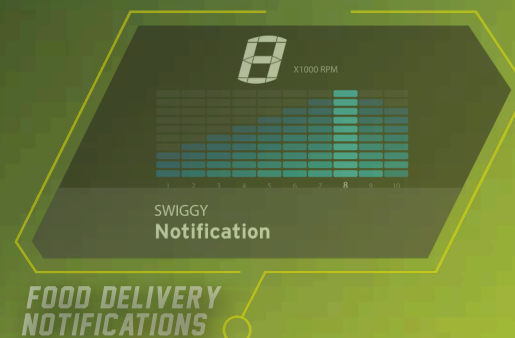 8
X1000 RPM
1 2 3 4 5 6 7 8 9 10
SWIGGY
Notification
FOOD DELIVERY
NOTIFICATIONS